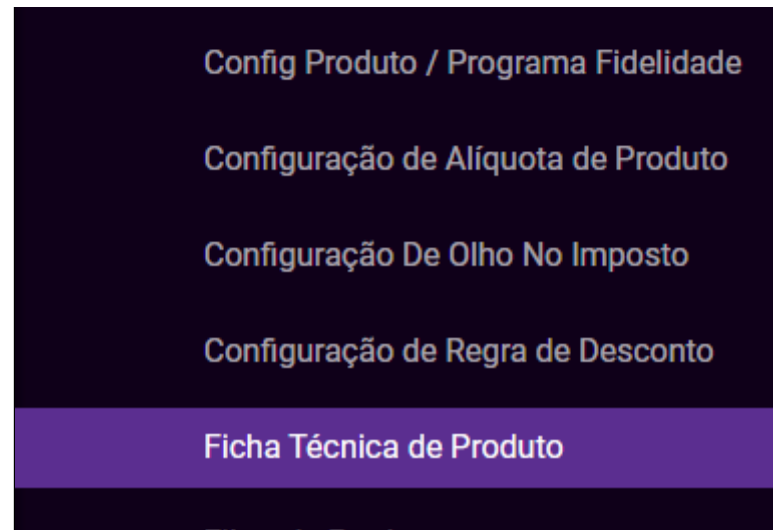 Config Produto / Programa Fidelidade
Configuração de Alíquota de Produto
Configuração De Olho No Imposto
Configuração de Regra de Desconto
Ficha Técnica de Produto